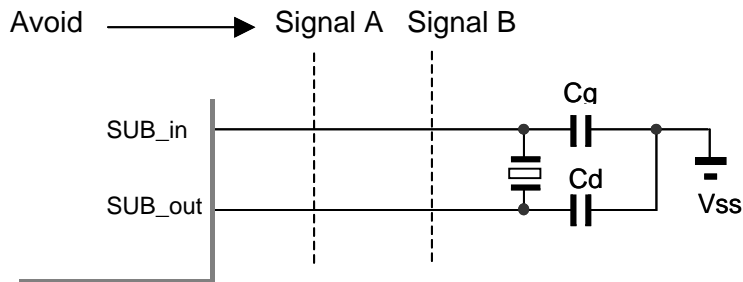 Avoid
Signal A
Signal B
Cg
SUB_in
Cd
SUB_out
Vss